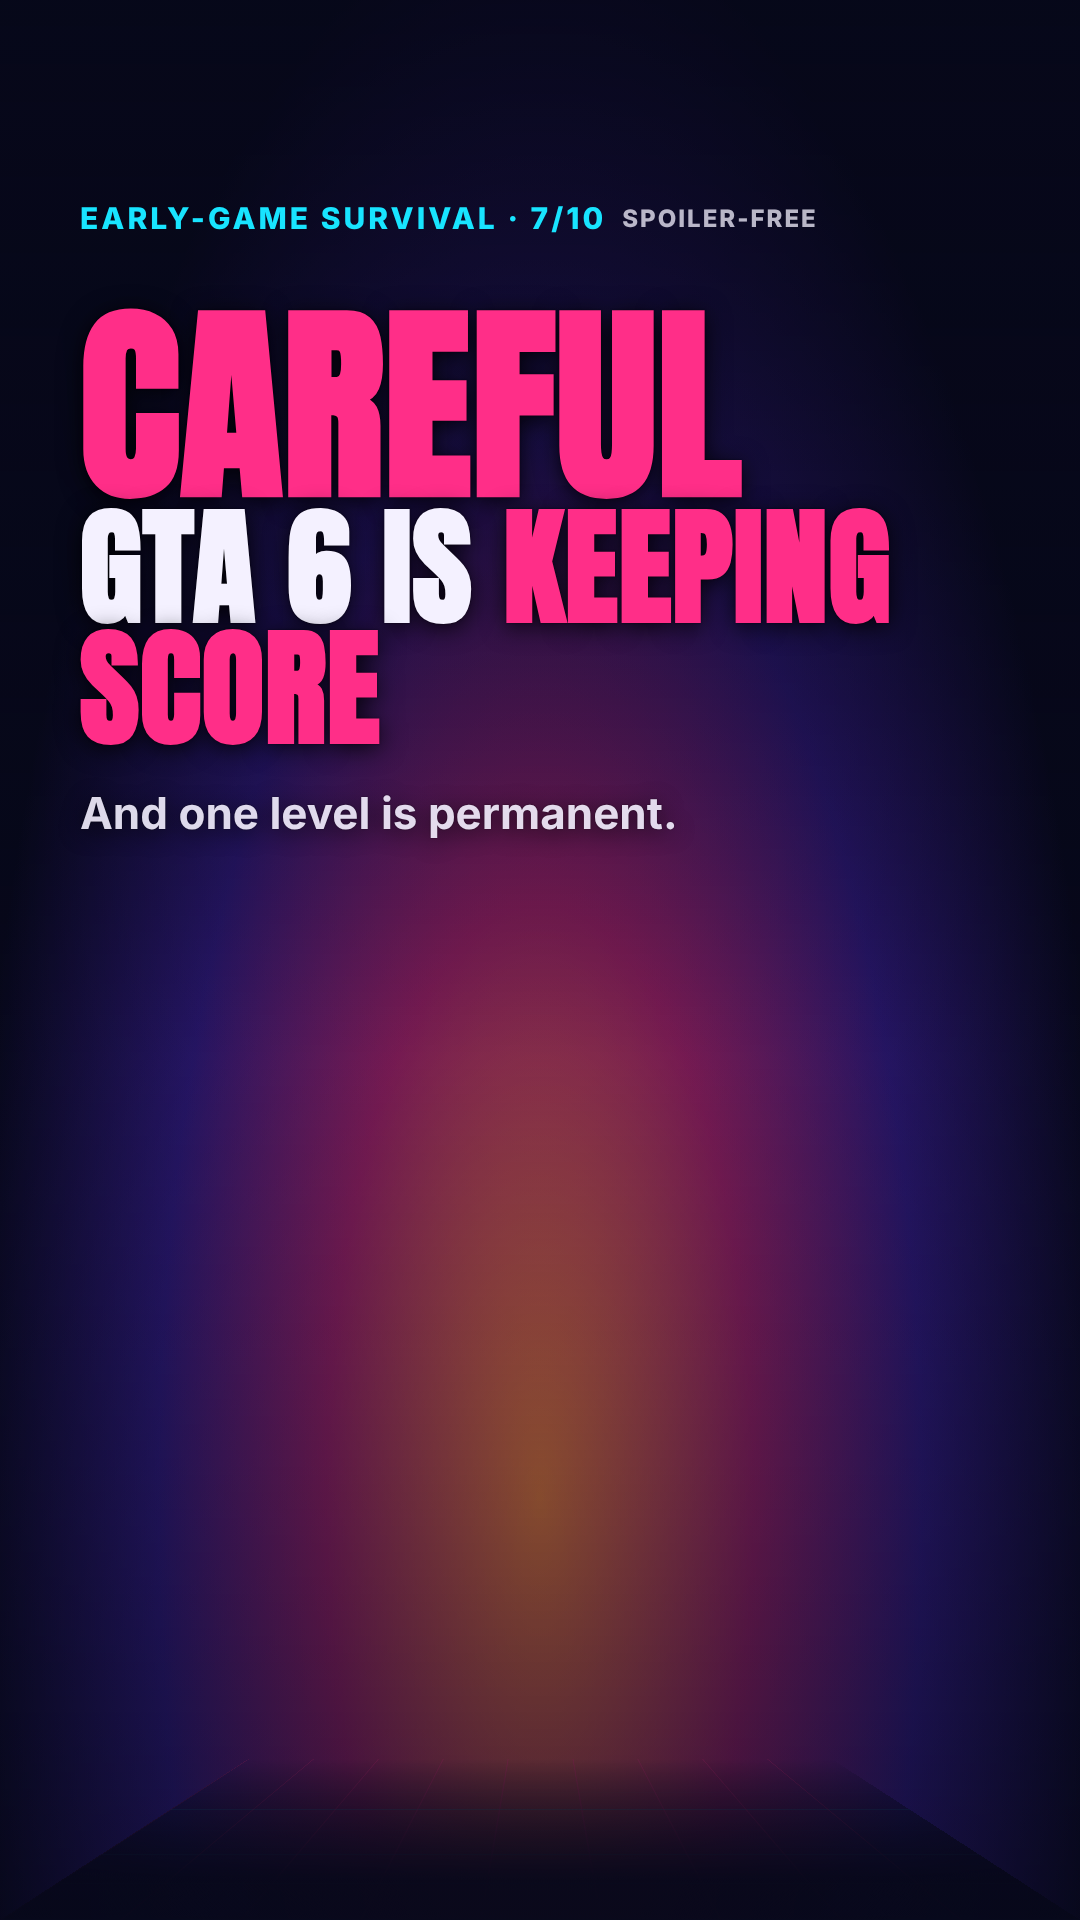 EARLY-GAME SURVIVAL · 7/10 SPOILER-FREE
CAREFUL
GTA 6 IS KEEPING
SCORE
And one level is permanent.